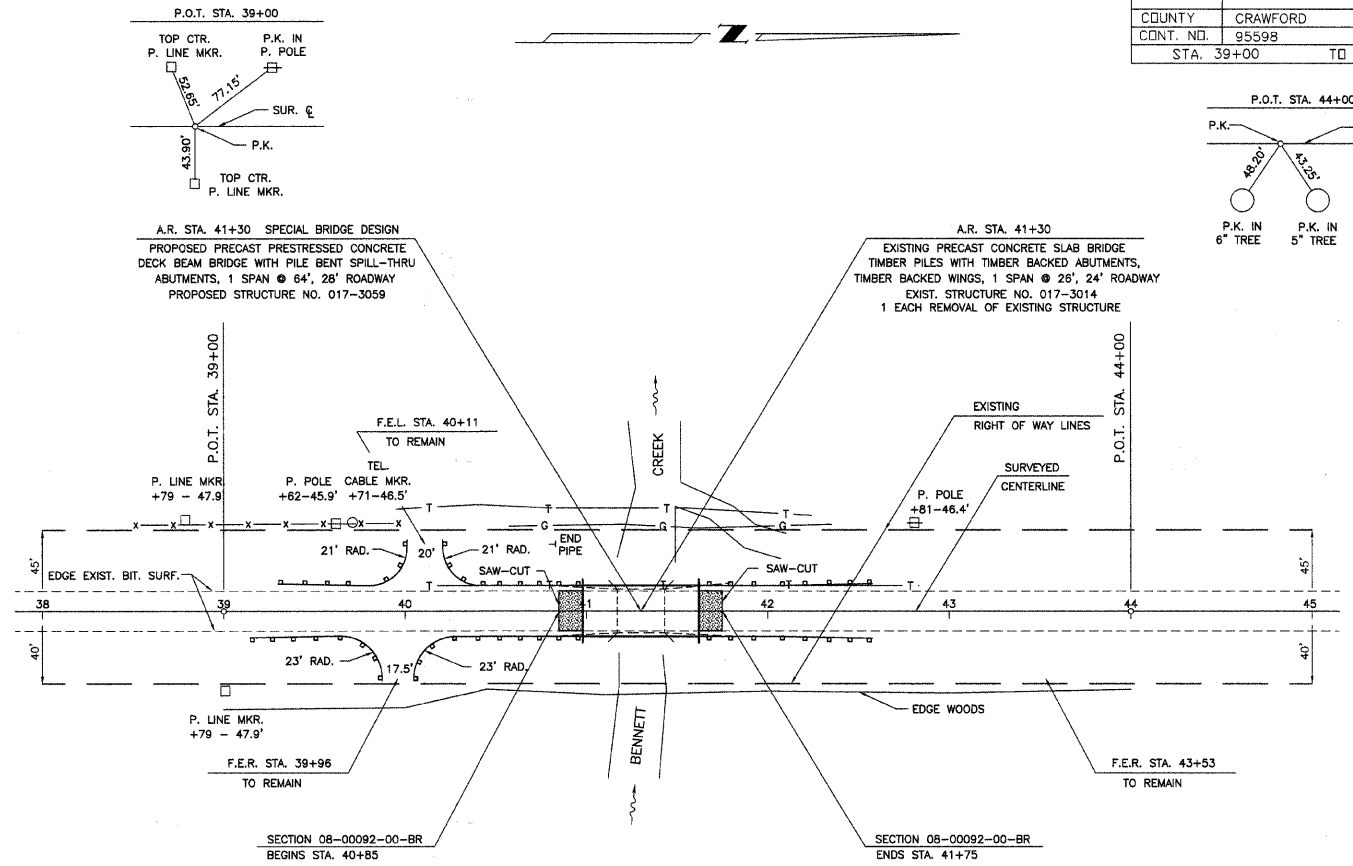 P.O.T. STA. 39+00
TOP CTR.
P. LINE MKR.
P.K. IN
P. POLE
52.65'
77.15'
SUR. ℄
43.90'
P.K.
TOP CTR.
P. LINE MKR.
Z
COUNTY CRAWFORD
CONT. NO. 95598
STA. 39+00 TO
P.O.T. STA. 44+00
P.K.
48.20'
43.25'
P.K. IN
6" TREE
P.K. IN
5" TREE
A.R. STA. 41+30 SPECIAL BRIDGE DESIGN
PROPOSED PRECAST PRESTRESSED CONCRETE
DECK BEAM BRIDGE WITH PILE BENT SPILL-THRU
ABUTMENTS, 1 SPAN @ 64', 28' ROADWAY
PROPOSED STRUCTURE NO. 017-3059
A.R. STA. 41+30
EXISTING PRECAST CONCRETE SLAB BRIDGE
TIMBER PILES WITH TIMBER BACKED ABUTMENTS,
TIMBER BACKED WINGS, 1 SPAN @ 26', 24' ROADWAY
EXIST. STRUCTURE NO. 017-3014
1 EACH REMOVAL OF EXISTING STRUCTURE
P.O.T. STA. 39+00
P.O.T. STA. 44+00
F.E.L. STA. 40+11
TO REMAIN
EXISTING
RIGHT OF WAY LINES
SURVEYED
CENTERLINE
P. LINE MKR.
+79 - 47.9
P. POLE
+62-45.9'
TEL.
CABLE MKR.
+71-46.5'
CREEK
P. POLE
+81-46.4'
X X X X X X X
T T T T
G G G
45'
21' RAD.
20'
21' RAD.
END
PIPE
SAW-CUT
SAW-CUT
45'
EDGE EXIST. BIT. SURF.
T T T T T
38 39 40 41 42 43 44 45
40'
23' RAD.
17.5'
23' RAD.
40'
P. LINE MKR.
+79 - 47.9'
EDGE WOODS
BENNETT
F.E.R. STA. 39+96
TO REMAIN
F.E.R. STA. 43+53
TO REMAIN
SECTION 08-00092-00-BR
BEGINS STA. 40+85
SECTION 08-00092-00-BR
ENDS STA. 41+75